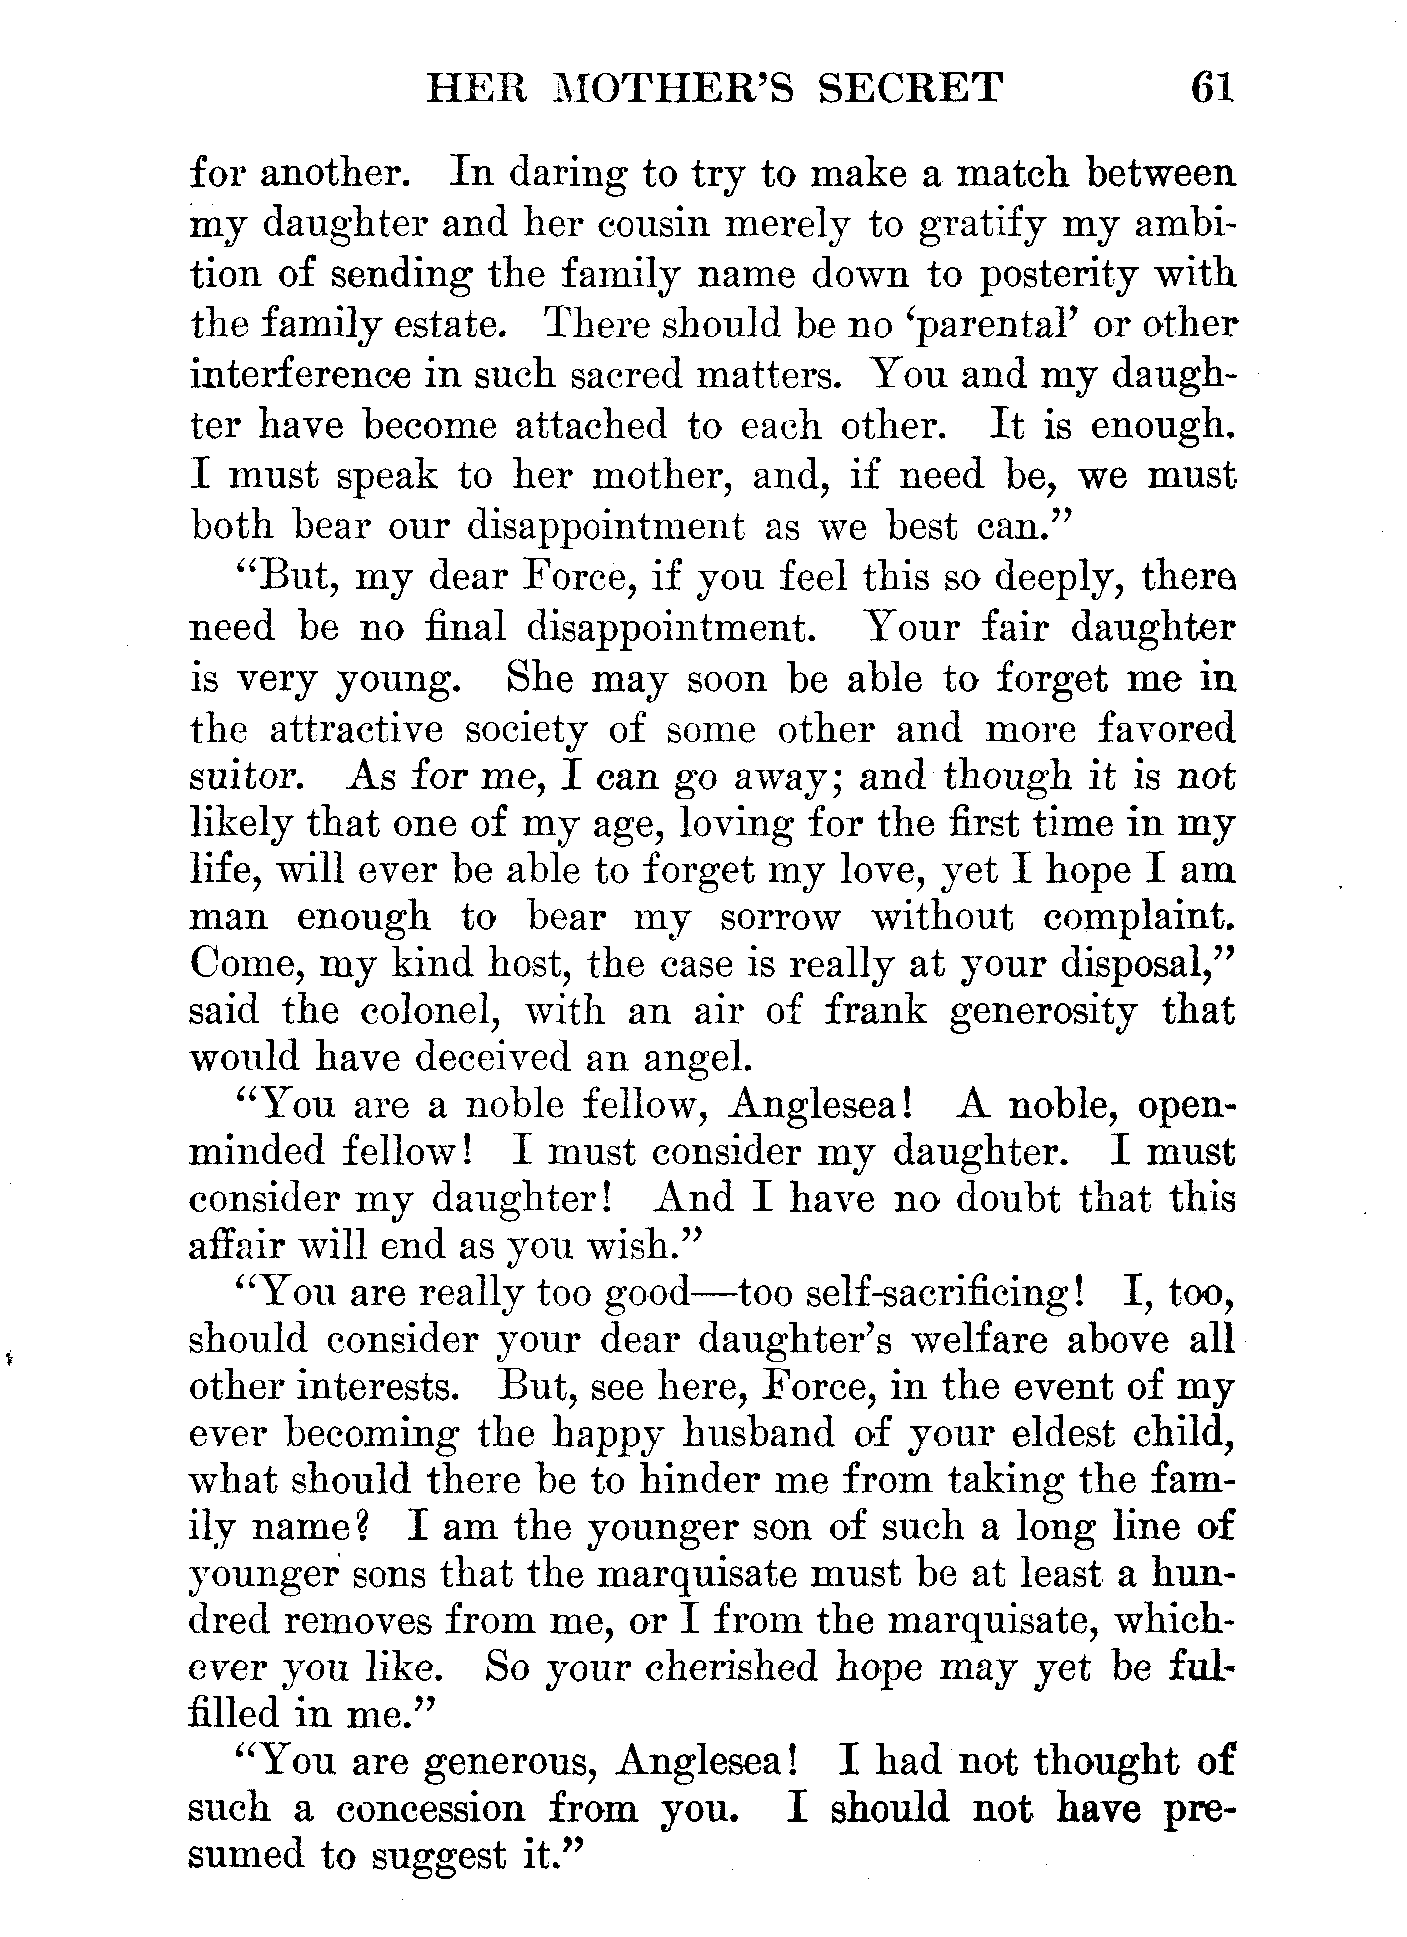 HER MOTHER'S SECRET 61
for another. In daring to try to make a match between
my daughter and her cousin merely to gratify my ambi-
tion of sending the family name down to posterity with
the family estate. There should be no 'parental' or other
interference in such sacred matters. You and my daugh-
ter have become attached to each other. It is enough.
I must speak to her mother, and, if need be, we must
both bear our disappointment as we best can."
"But, my dear Force, if you feel this so deeply, there
need be no final disappointment. Your fair daughter
is very young. She may soon be able to forget me in
the attractive society of some other and more favored
suitor. As for me, I can go away; and though it is not
likely that one of my age, loving for the first time in my
life, will ever be able to forget my love, yet I hope I am
man enough to bear my sorrow without complaint.
Come, my kind host, the case is really at your disposal,"
said the colonel, with an air of frank generosity that
would have deceived an angel.
"You are a noble fellow, Anglesea! A noble, open-
minded fellow! I must consider my daughter. I must
consider my daughter! And I have no doubt that this
affair will end as you wish."
"You are really too good—too self-sacrificing! I, too,
should consider your dear daughter's welfare above all
other interests. But, see here, Force, in the event of my
ever becoming the happy husband of your eldest child,
what should there be to hinder me from taking the fam-
ily name? I am the younger son of such a long line of
younger sons that the marquisate must be at least a hun-
dred removes from me, or I from the marquisate, which-
ever you like. So your cherished hope may yet be ful-
filled in me."
"You are generous, Anglesea! I had not thought of
such a concession from you. I should not have pre-
sumed to suggest it."